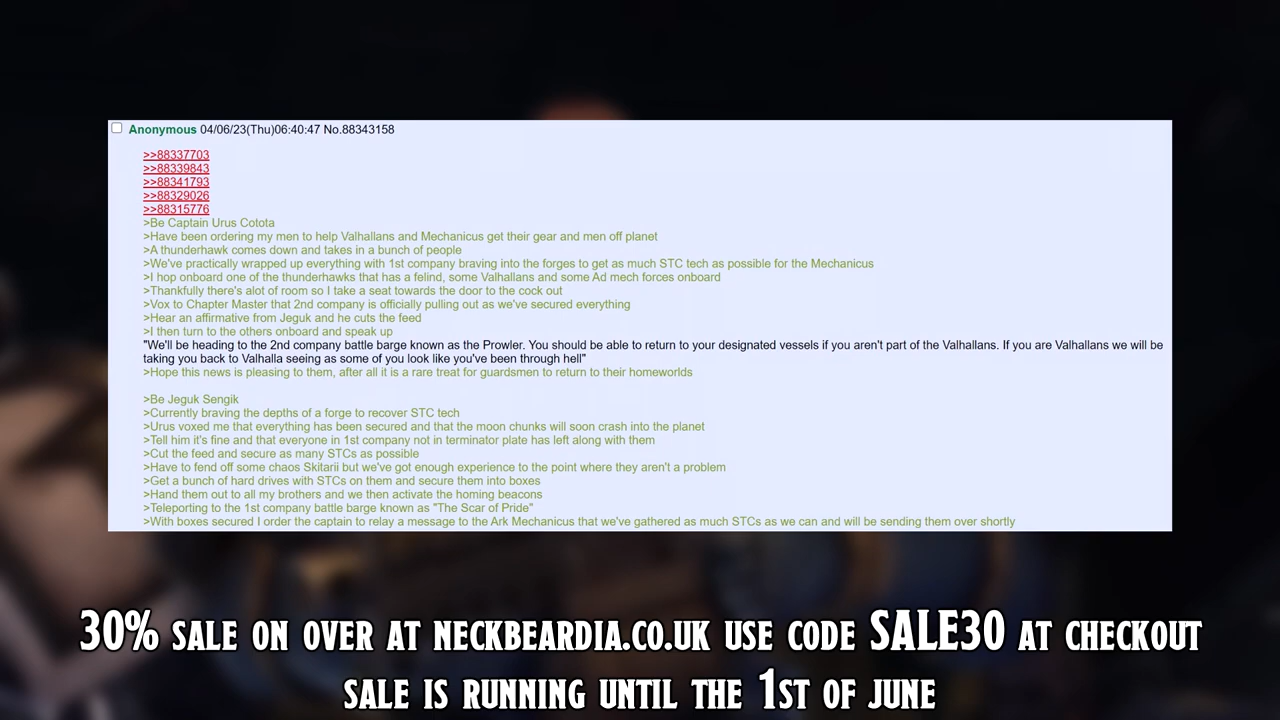 Anonymous 04/06/23(Thu)06:40:47 No.88343158
>>88337703
>>88339843
>>88341793
>>88329026
>>88315776
>Be Captain Urus Cotota
>Have been ordering my men to help Valhallans and Mechanicus get their gear and men off planet
>A thunderhawk comes down and takes in a bunch of people
>We've practically wrapped up everything with 1st company braving into the forges to get as much STC tech as possible for the Mechanicus
>I hop onboard one of the thunderhawks that has a felind, some Valhallans and some Ad mech forces onboard
>Thankfully there's alot of room so I take a seat towards the door to the cock out
>Vox to Chapter Master that 2nd company is officially pulling out as we've secured everything
>Hear an affirmative from Jeguk and he cuts the feed
>I then turn to the others onboard and speak up
"We'll be heading to the 2nd company battle barge known as the Prowler. You should be able to return to your designated vessels if you aren't part of the Valhallans. If you are Valhallans we will be
taking you back to Valhalla seeing as some of you look like you've been through hell"
>Hope this news is pleasing to them, after all it is a rare treat for guardsmen to return to their homeworlds
>Be Jeguk Sengik
>Currently braving the depths of a forge to recover STC tech
>Urus voxed me that everything has been secured and that the moon chunks will soon crash into the planet
>Tell him it's fine and that everyone in 1st company not in terminator plate has left along with them
>Cut the feed and secure as many STCs as possible
>Have to fend off some chaos Skitarii but we've got enough experience to the point where they aren't a problem
>Get a bunch of hard drives with STCs on them and secure them into boxes
>Hand them out to all my brothers and we then activate the homing beacons
>Teleporting to the 1st company battle barge known as "The Scar of Pride"
>With boxes secured I order the captain to relay a message to the Ark Mechanicus that we've gathered as much STCs as we can and will be sending them over shortly
30% SALE ON OVER AT NECKBEARDIA.CO.UK USE CODE SALE30 AT CHECKOUT
SALE IS RUNNING UNTIL THE 1ST OF JUNE